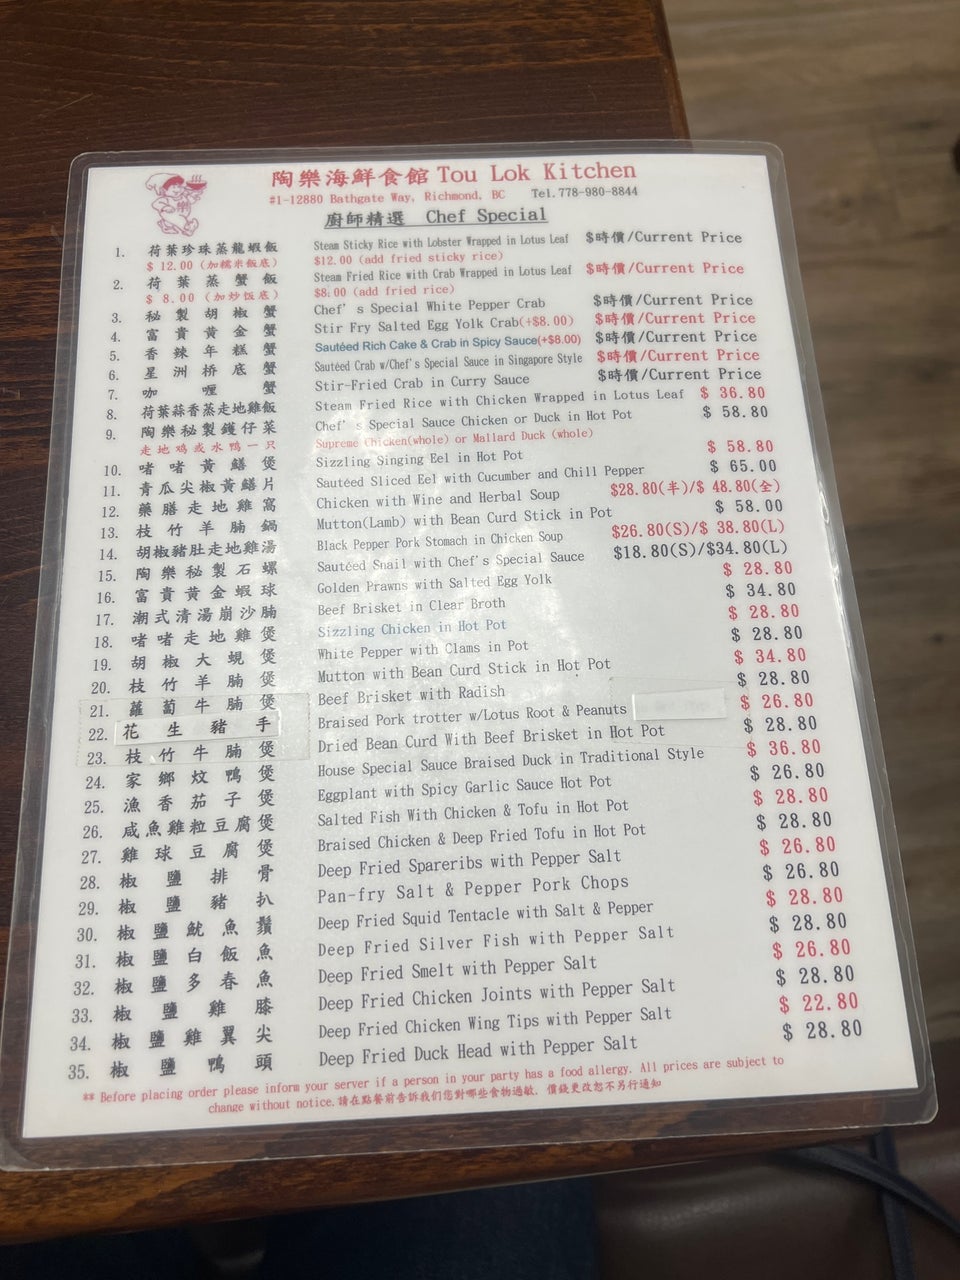 陶樂海鮮食館 Tou Lok Kitchen
#1-12880 Bathgate Way, Richmond, BC Tel. 778-980-8844
廚師精選 Chef Special
1. 荷葉珍珠蒸龍蝦飯 Steam Sticky Rice with Lobster Wrapped in Lotus Leaf $時價/Current Price
$ 12.00 (加糯米飯底) $12.00 (add fried sticky rice)
2. 荷葉蒸蟹飯 Steam Fried Rice with Crab Wrapped in Lotus Leaf $時價/Current Price
$ 8.00 (加炒饭底) $8.00 (add fried rice)
3. 秘製胡椒蟹 Chef's Special White Pepper Crab $時價/Current Price
4. 富貴黃金蟹 Stir Fry Salted Egg Yolk Crab(+$8.00) $時價/Current Price
5. 香辣年糕蟹 Sautéed Rich Cake & Crab in Spicy Sauce(+$8.00) $時價/Current Price
6. 星洲桥底蟹 Sautéed Crab w/Chef's Special Sauce in Singapore Style $時價/Current Price
7. 咖喱蟹 Stir-Fried Crab in Curry Sauce $時價/Current Price
8. 荷葉蒜香蒸走地雞飯 Steam Fried Rice with Chicken Wrapped in Lotus Leaf $ 36.80
9. 陶樂秘製鑊仔菜 Chef's Special Sauce Chicken or Duck in Hot Pot $ 58.80
走地鸡或水鸭一只 Supreme Chicken(whole) or Mallard Duck (whole)
10. 啫啫黃鱔煲 Sizzling Singing Eel in Hot Pot $ 58.80
11. 青瓜尖椒黃鱔片 Sautéed Sliced Eel with Cucumber and Chill Pepper $ 65.00
12. 藥膳走地雞窩 Chicken with Wine and Herbal Soup $28.80(半)/$ 48.80(全)
13. 枝竹羊腩鍋 Mutton(Lamb) with Bean Curd Stick in Pot $ 58.00
14. 胡椒豬肚走地雞湯 Black Pepper Pork Stomach in Chicken Soup $26.80(S)/$ 38.80(L)
15. 陶樂秘製石螺 Sautéed Snail with Chef's Special Sauce $18.80(S)/$34.80(L)
16. 富貴黃金蝦球 Golden Prawns with Salted Egg Yolk $ 28.80
17. 潮式清湯崩沙腩 Beef Brisket in Clear Broth $ 34.80
18. 啫啫走地雞煲 Sizzling Chicken in Hot Pot $ 28.80
19. 胡椒大蜆煲 White Pepper with Clams in Pot $ 28.80
20. 枝竹羊腩煲 Mutton with Bean Curd Stick in Hot Pot $ 34.80
21. 蘿蔔牛腩煲 Beef Brisket with Radish $ 28.80
22. 花生豬手 Braised Pork trotter w/Lotus Root & Peanuts $ 26.80
23. 枝竹牛腩煲 Dried Bean Curd With Beef Brisket in Hot Pot $ 28.80
24. 家鄉炆鴨煲 House Special Sauce Braised Duck in Traditional Style $ 36.80
25. 漁香茄子煲 Eggplant with Spicy Garlic Sauce Hot Pot $ 26.80
26. 咸魚雞粒豆腐煲 Salted Fish With Chicken & Tofu in Hot Pot $ 28.80
27. 雞球豆腐煲 Braised Chicken & Deep Fried Tofu in Hot Pot $ 28.80
28. 椒鹽排骨 Deep Fried Spareribs with Pepper Salt $ 26.80
29. 椒鹽豬扒 Pan-fry Salt & Pepper Pork Chops $ 26.80
30. 椒鹽魷魚鬚 Deep Fried Squid Tentacle with Salt & Pepper $ 28.80
31. 椒鹽白飯魚 Deep Fried Silver Fish with Pepper Salt $ 28.80
32. 椒鹽多春魚 Deep Fried Smelt with Pepper Salt $ 26.80
33. 椒鹽雞膝 Deep Fried Chicken Joints with Pepper Salt $ 28.80
34. 椒鹽雞翼尖 Deep Fried Chicken Wing Tips with Pepper Salt $ 22.80
35. 椒鹽鴨頭 Deep Fried Duck Head with Pepper Salt $ 28.80
** Before placing order please inform your server if a person in your party has a food allergy. All prices are subject to
change without notice.請在點餐前告訴我們您對哪些食物過敏. 價錢更改恕不另行通知